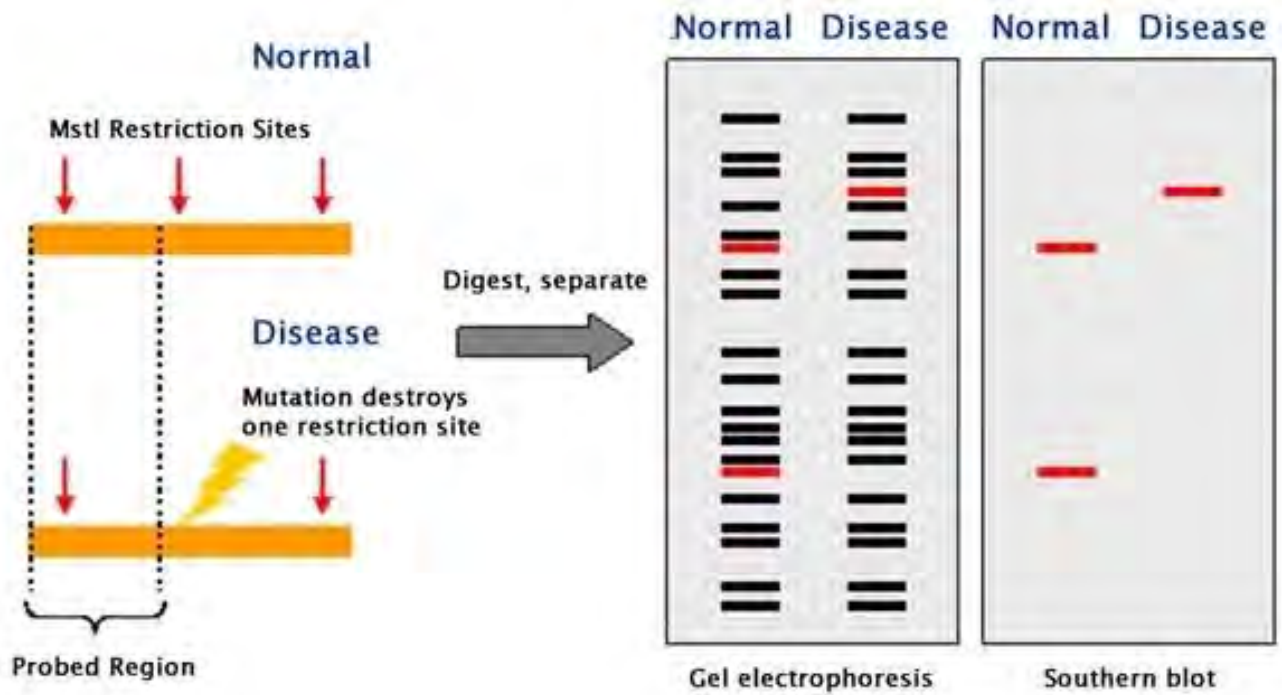 Normal
MstI Restriction Sites
Disease
Mutation destroys
one restriction site
Probed Region
Digest, separate
Normal Disease
Gel electrophoresis
Normal Disease
Southern blot